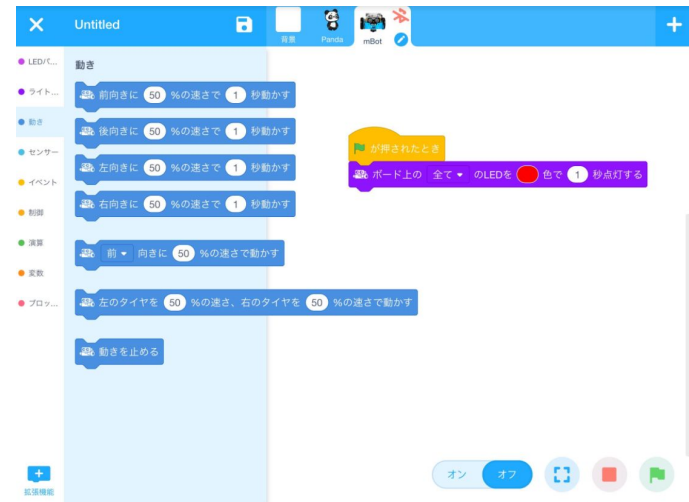 Untitled
背景
Panda
mBot
LEDパ...
ライト...
動き
センサー
イベント
制御
演算
変数
ブロッ...
拡張機能
動き
前向きに 50 %の速さで 1 秒動かす
後向きに 50 %の速さで 1 秒動かす
左向きに 50 %の速さで 1 秒動かす
右向きに 50 %の速さで 1 秒動かす
前 向きに 50 %の速さで動かす
左のタイヤを 50 %の速さ、右のタイヤを 50 %の速さで動かす
動きを止める
が押されたとき
ボード上の 全て のLEDを 色で 1 秒点灯する
オン オフ